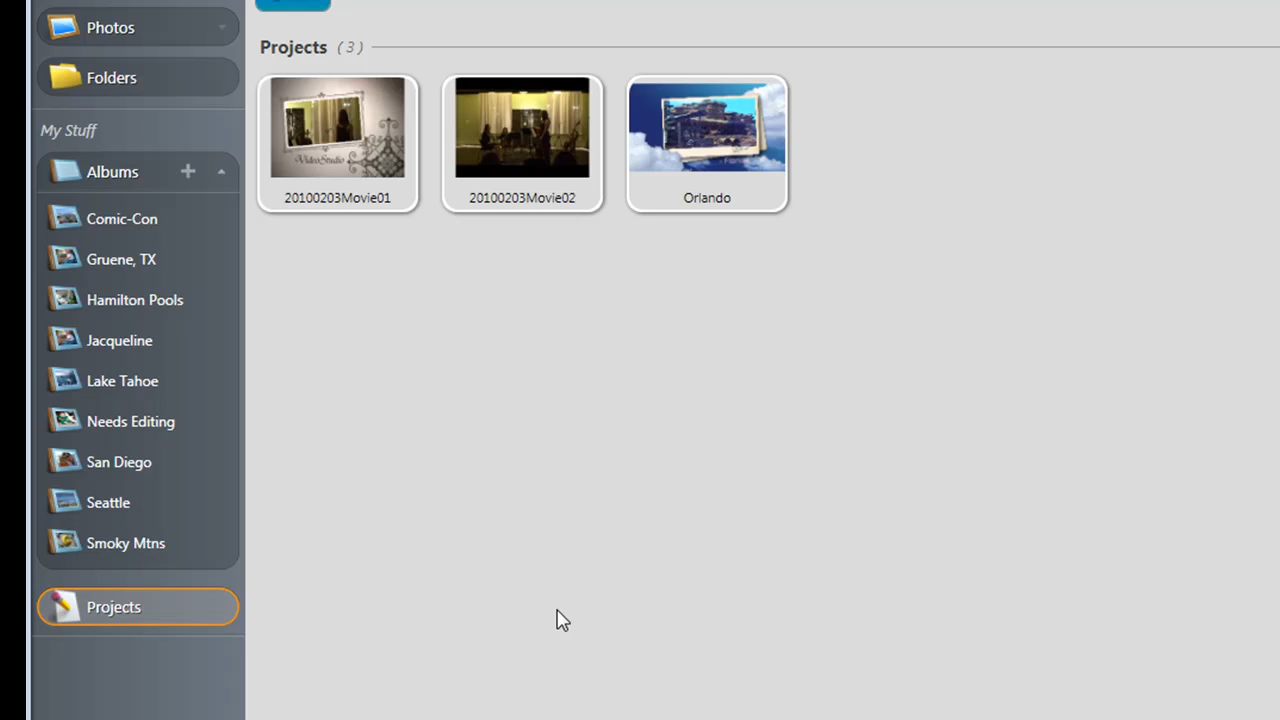 Photos
Folders
My Stuff
Albums
Comic-Con
Gruene, TX
Hamilton Pools
Jacqueline
Lake Tahoe
Needs Editing
San Diego
Seattle
Smoky Mtns
Projects
Projects (3)
VideoStudio
20100203Movie01
20100203Movie02
Orlando